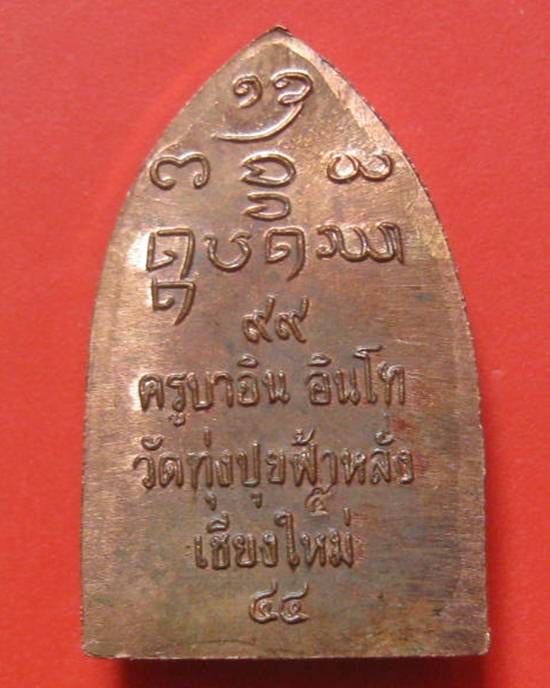 ๙๙
ครูบาอิน อินโท
วัดทุ่งปุยฟ้าหลั่ง
๕
เชียงใหม่
๔๔